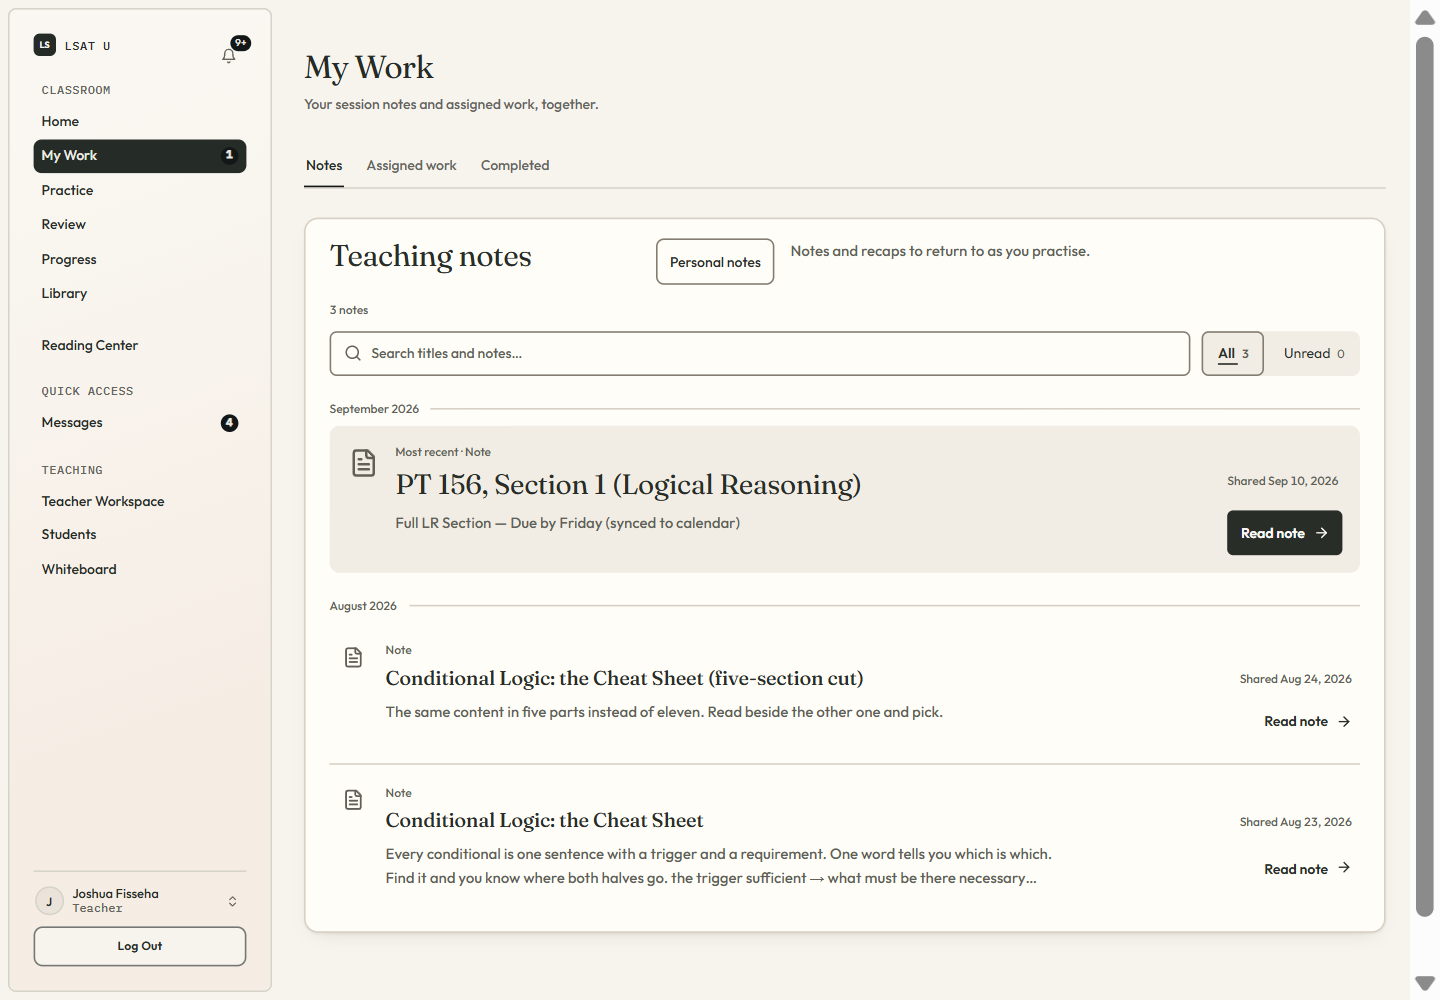 LS LSAT U 9+
CLASSROOM
Home
My Work 1
Practice
Review
Progress
Library
Reading Center
QUICK ACCESS
Messages 4
TEACHING
Teacher Workspace
Students
Whiteboard
J Joshua Fisseha
Teacher
Log Out
My Work
Your session notes and assigned work, together.
Notes Assigned work Completed
Teaching notes
Personal notes
Notes and recaps to return to as you practise.
3 notes
Search titles and notes...
All 3 Unread 0
September 2026
Most recent · Note
PT 156, Section 1 (Logical Reasoning)
Full LR Section — Due by Friday (synced to calendar)
Shared Sep 10, 2026
Read note →
August 2026
Note
Conditional Logic: the Cheat Sheet (five-section cut)
The same content in five parts instead of eleven. Read beside the other one and pick.
Shared Aug 24, 2026
Read note →
Note
Conditional Logic: the Cheat Sheet
Every conditional is one sentence with a trigger and a requirement. One word tells you which is which.
Find it and you know where both halves go. the trigger sufficient → what must be there necessary...
Shared Aug 23, 2026
Read note →